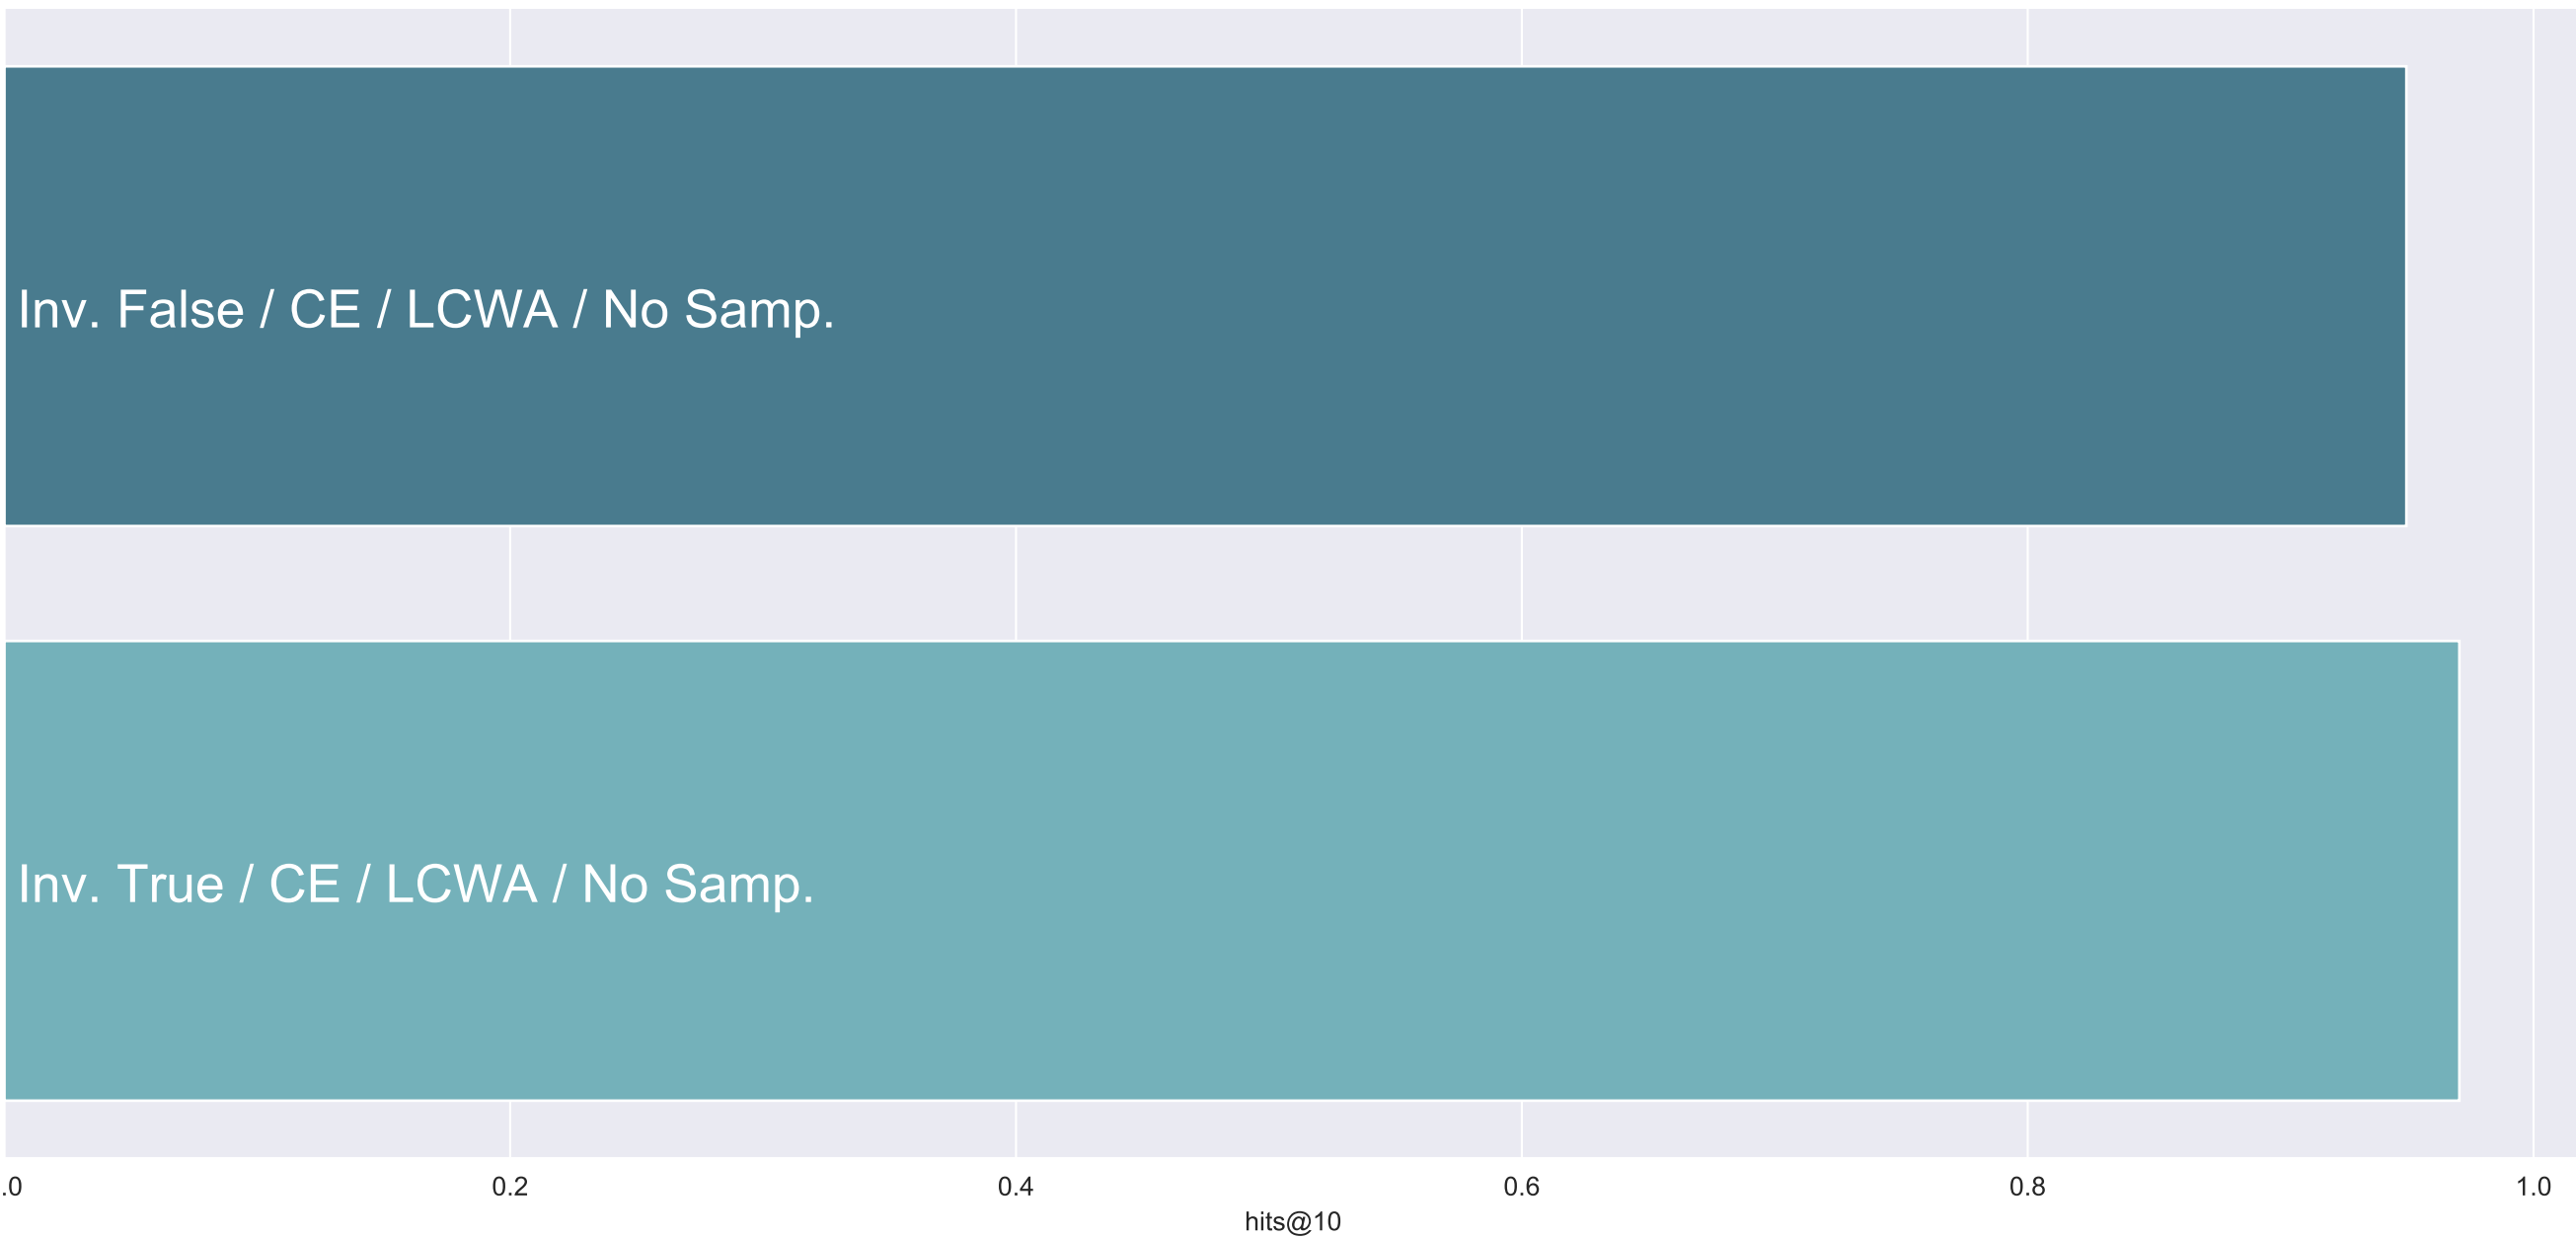 Inv. False / CE / LCWA / No Samp.
Inv. True / CE / LCWA / No Samp.
.0 0.2 0.4 0.6 0.8 1.0
hits@10